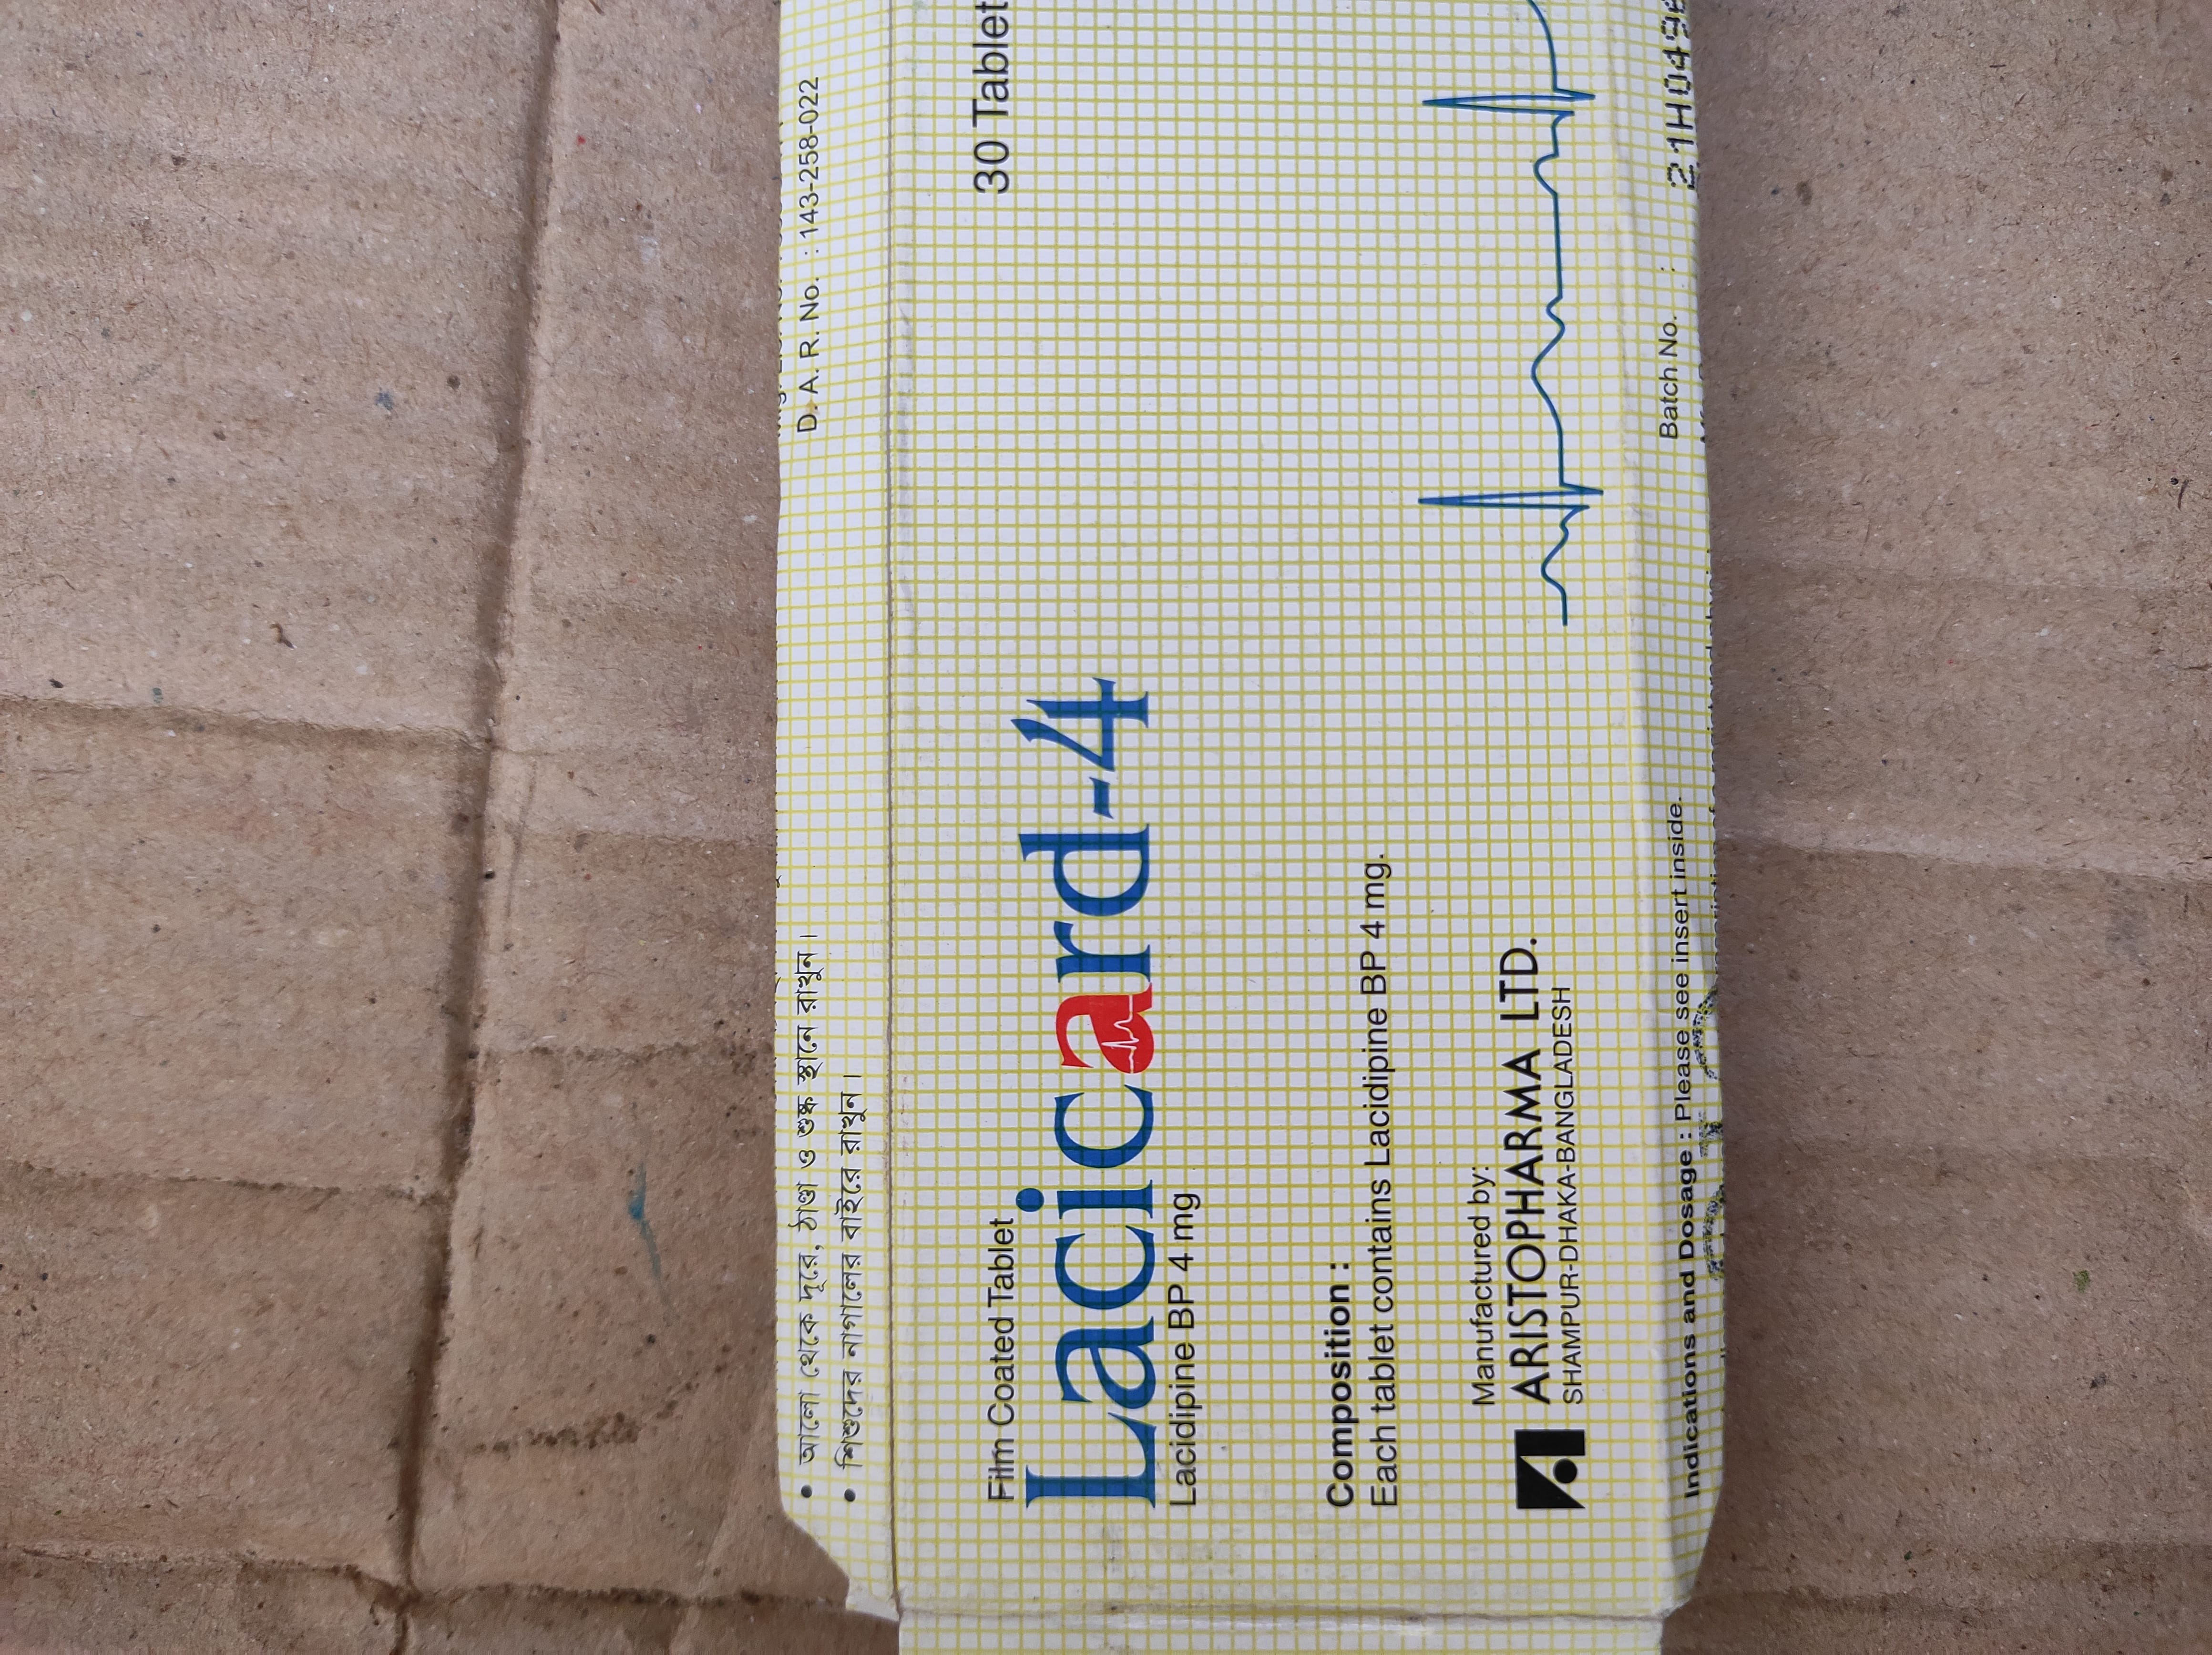 • আলো থেকে দূরে, ঠাণ্ডা ও শুষ্ক স্থানে রাখুন।
D. A. R. No. : 143-258-022
• শিশুদের নাগালের বাইরে রাখুন।
Film Coated Tablet
30 Tablet
Lacicard-4
Lacidipine BP 4 mg
Composition :
Each tablet contains Lacidipine BP 4 mg.
Manufactured by:
ARISTOPHARMA LTD.
SHAMPUR-DHAKA-BANGLADESH
Indications and Dosage : Please see insert inside.
Batch No. : 21H049
of a registered